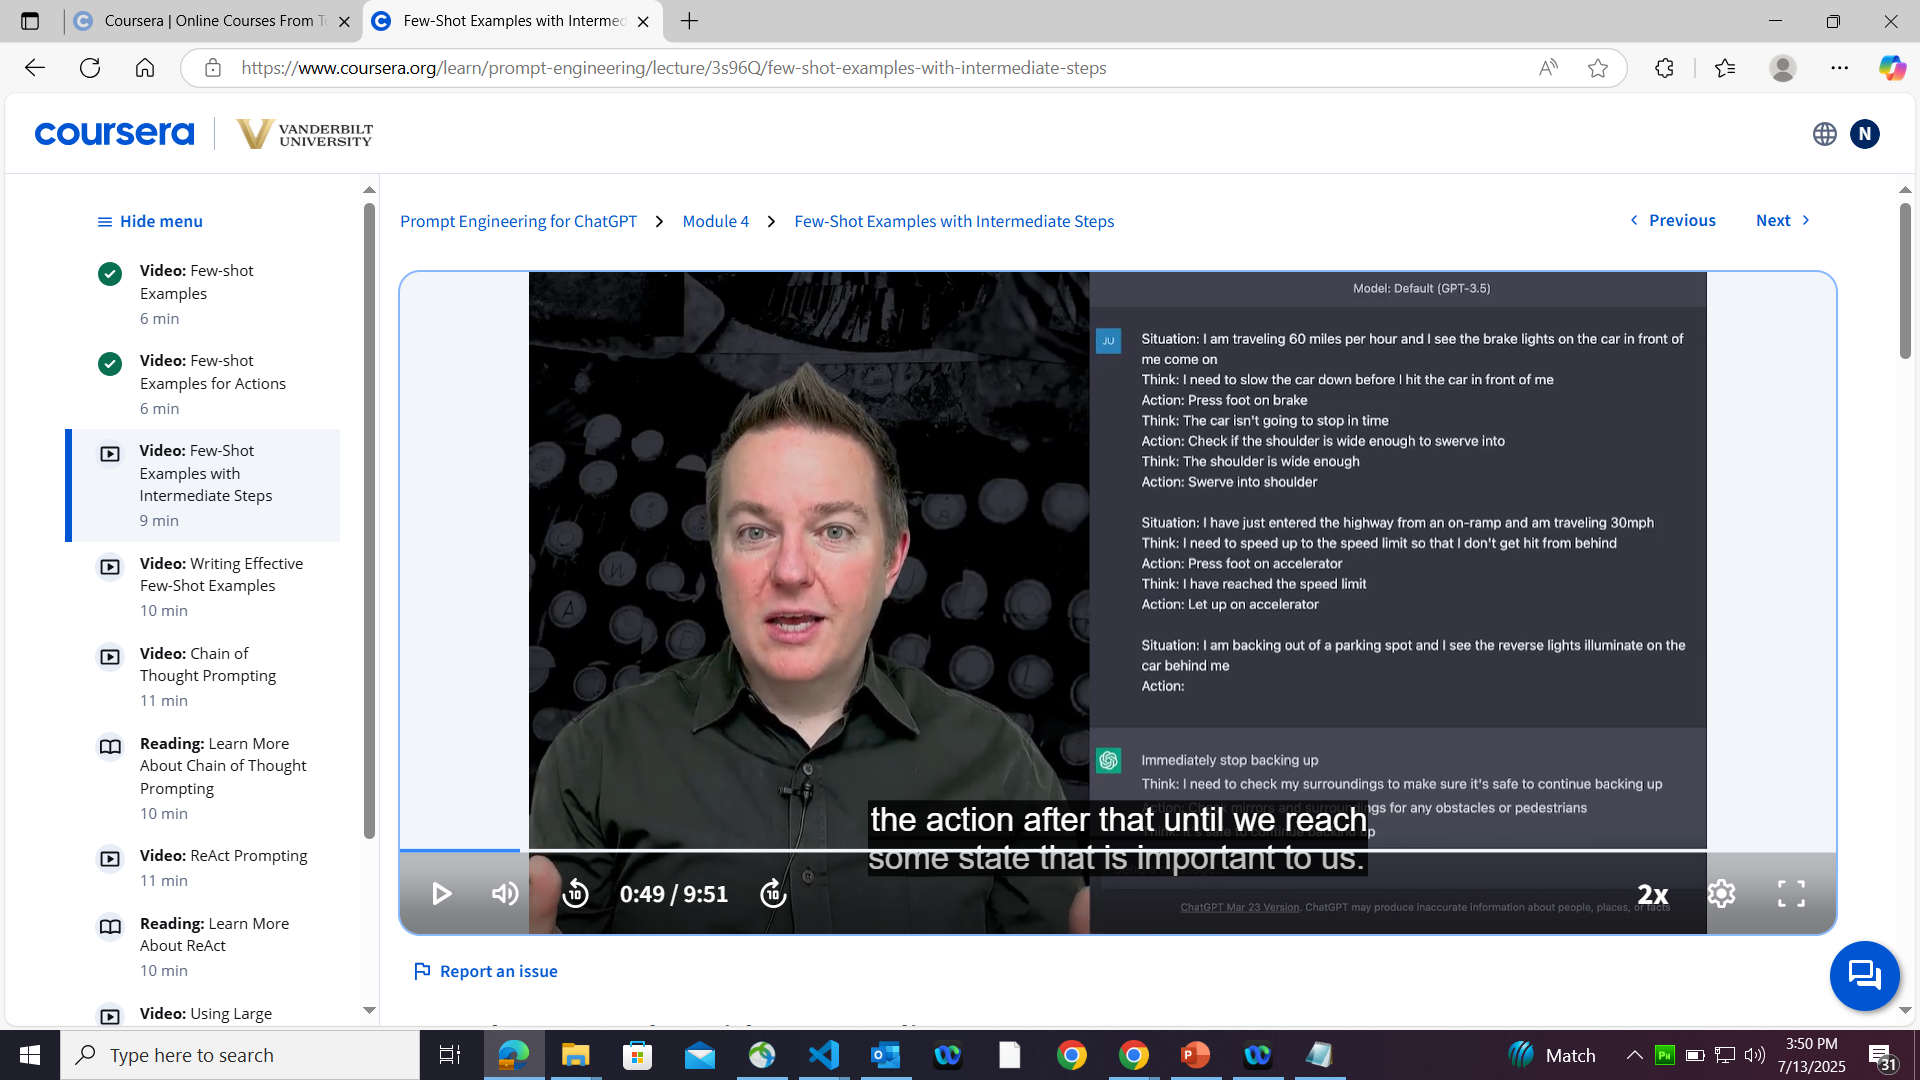 Coursera | Online Courses From To
Few-Shot Examples with Intermed
https://www.coursera.org/learn/prompt-engineering/lecture/3s96Q/few-shot-examples-with-intermediate-steps
coursera
VANDERBILT
UNIVERSITY
N
Hide menu
Video: Few-shot
Examples
6 min
Video: Few-shot
Examples for Actions
6 min
Video: Few-Shot
Examples with
Intermediate Steps
9 min
Video: Writing Effective
Few-Shot Examples
10 min
Video: Chain of
Thought Prompting
11 min
Reading: Learn More
About Chain of Thought
Prompting
10 min
Video: ReAct Prompting
11 min
Reading: Learn More
About ReAct
10 min
Video: Using Large
Prompt Engineering for ChatGPT
Module 4
Few-Shot Examples with Intermediate Steps
Previous
Next
Model: Default (GPT-3.5)
JU
Situation: I am traveling 60 miles per hour and I see the brake lights on the car in front of
me come on
Think: I need to slow the car down before I hit the car in front of me
Action: Press foot on brake
Think: The car isn't going to stop in time
Action: Check if the shoulder is wide enough to swerve into
Think: The shoulder is wide enough
Action: Swerve into shoulder
Situation: I have just entered the highway from an on-ramp and am traveling 30mph
Think: I need to speed up to the speed limit so that I don't get hit from behind
Action: Press foot on accelerator
Think: I have reached the speed limit
Action: Let up on accelerator
Situation: I am backing out of a parking spot and I see the reverse lights illuminate on the
car behind me
Action:
Immediately stop backing up
Think: I need to check my surroundings to make sure it's safe to continue backing up
Action: Check mirrors and surroundings for any obstacles or pedestrians
the action after that until we reach
some state that is important to us.
10
0:49 / 9:51
10
2x
ChatGPT Mar 23 Version. ChatGPT may produce inaccurate information about people, places, or facts
Report an issue
Type here to search
Match
3:50 PM
7/13/2025
31